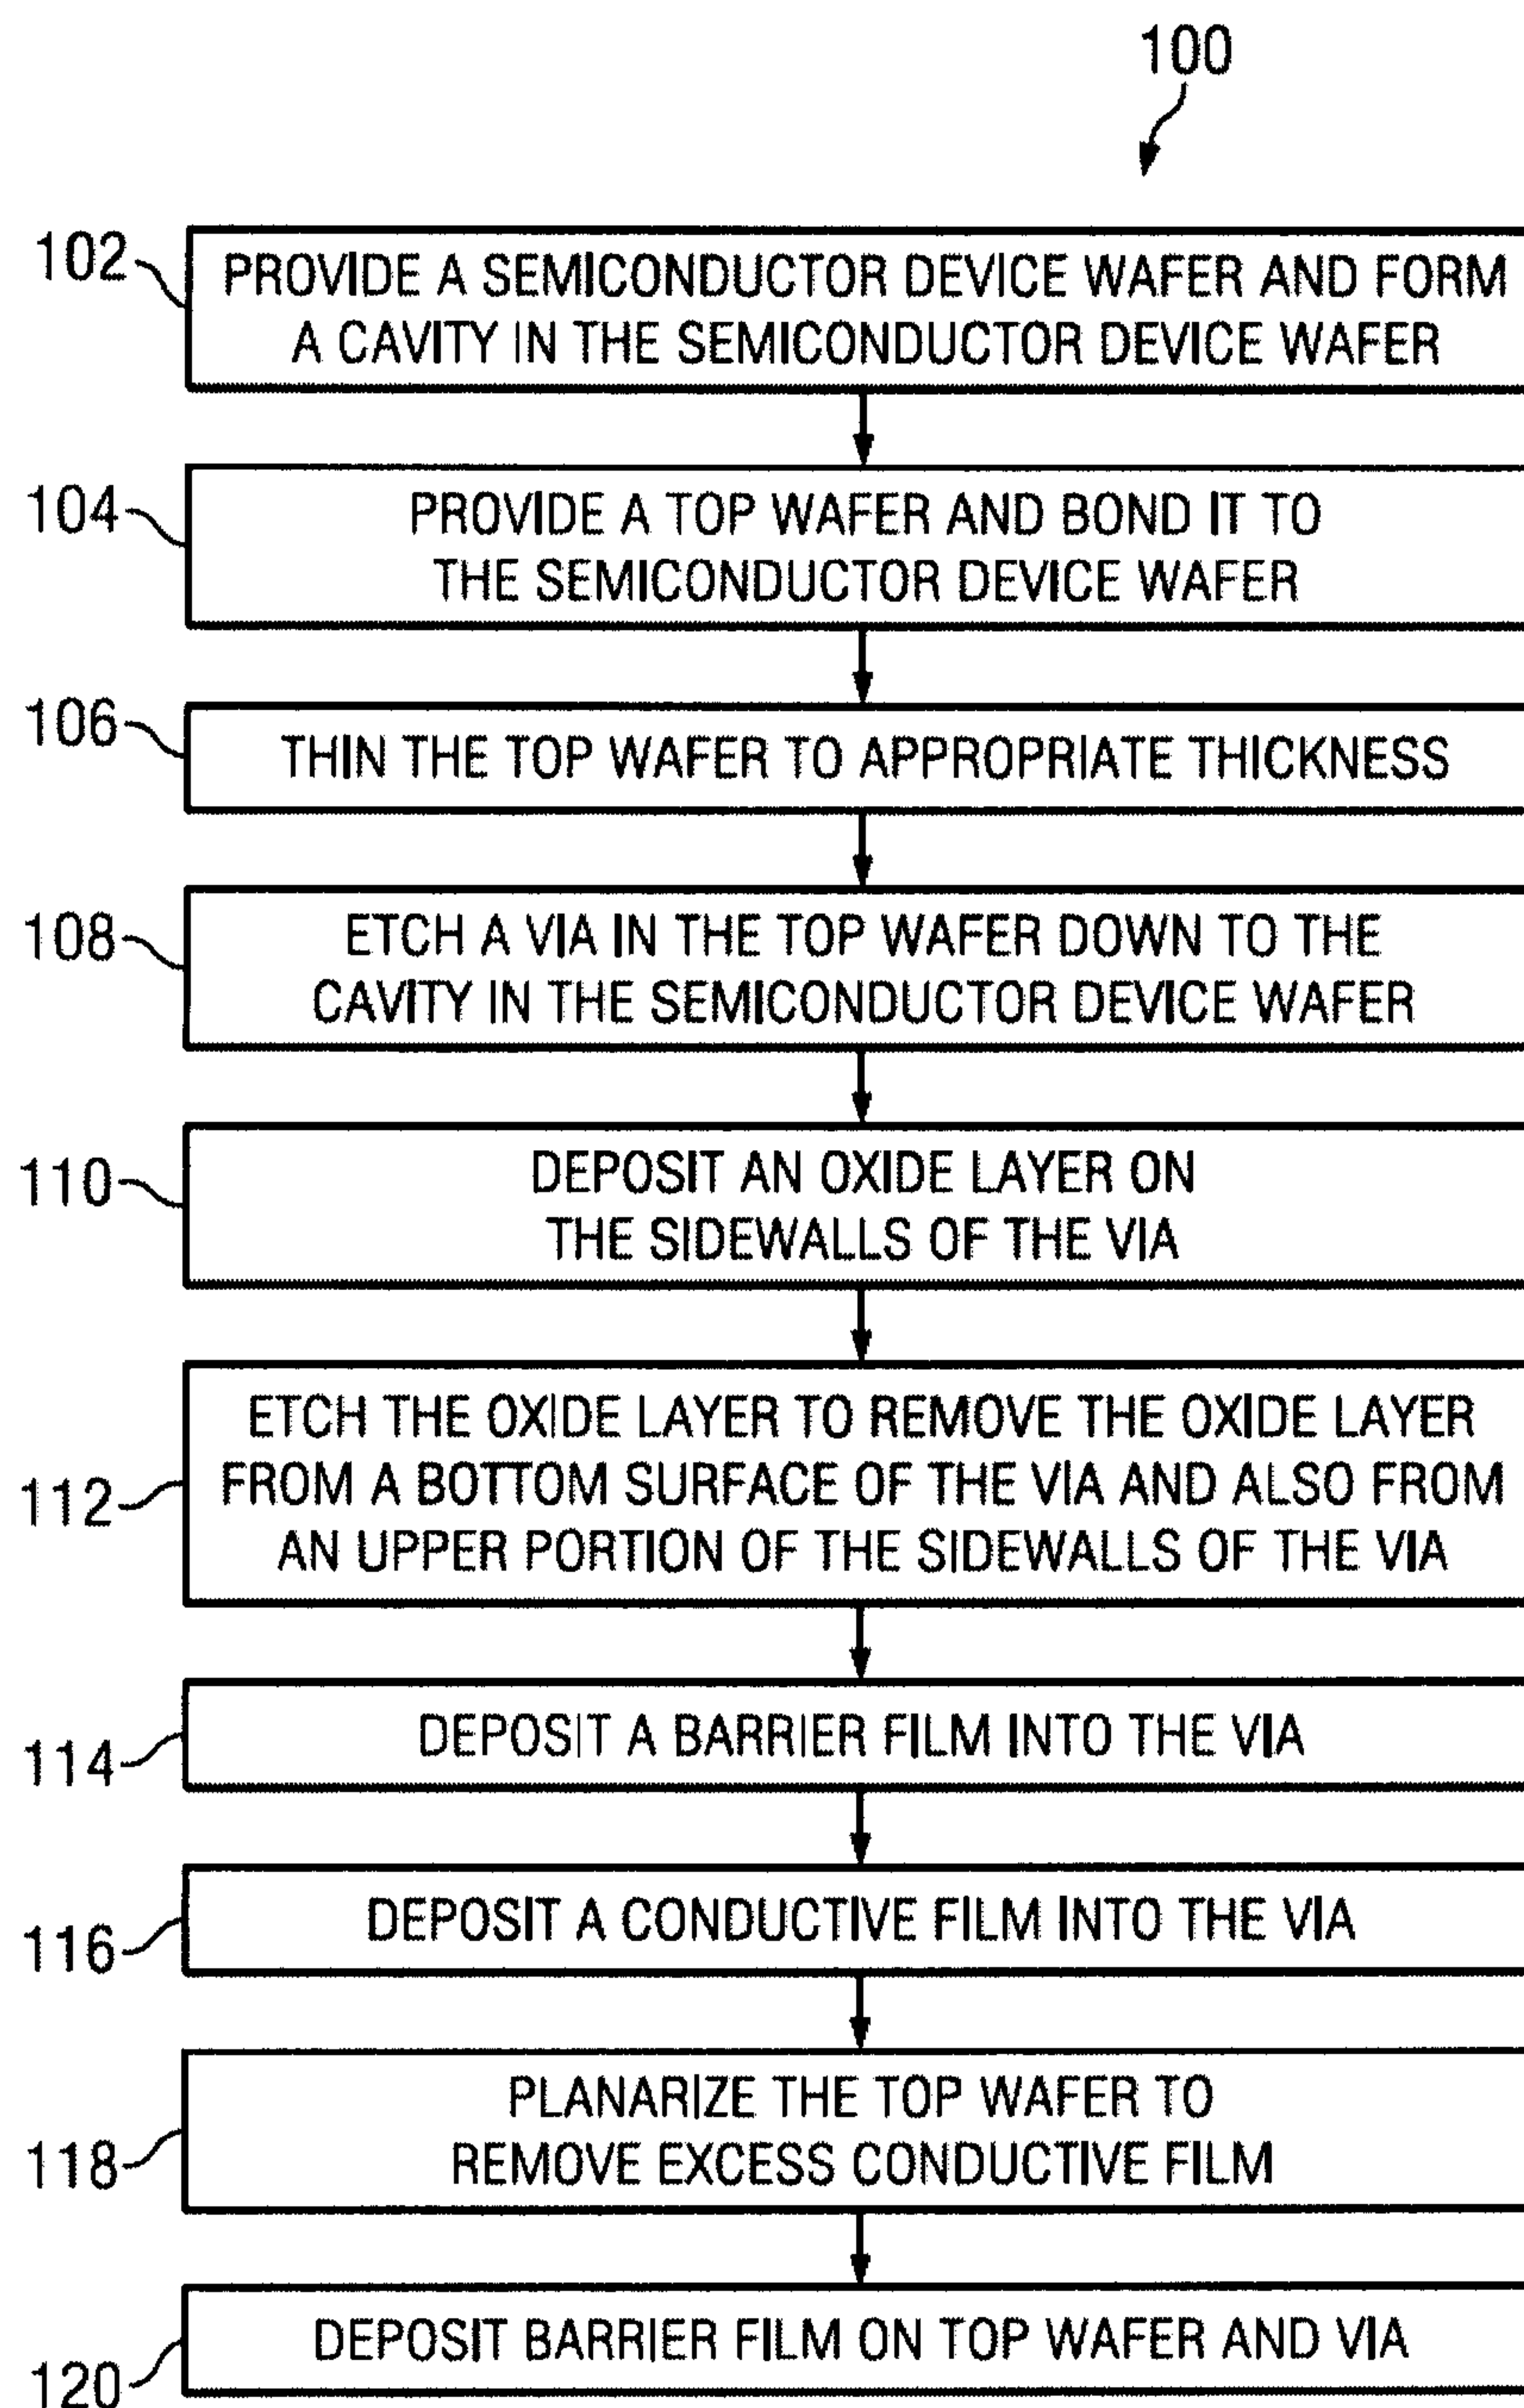 100
102
PROVIDE A SEMICONDUCTOR DEVICE WAFER AND FORM
A CAVITY IN THE SEMICONDUCTOR DEVICE WAFER
104
PROVIDE A TOP WAFER AND BOND IT TO
THE SEMICONDUCTOR DEVICE WAFER
106
THIN THE TOP WAFER TO APPROPRIATE THICKNESS
108
ETCH A VIA IN THE TOP WAFER DOWN TO THE
CAVITY IN THE SEMICONDUCTOR DEVICE WAFER
110
DEPOSIT AN OXIDE LAYER ON
THE SIDEWALLS OF THE VIA
112
ETCH THE OXIDE LAYER TO REMOVE THE OXIDE LAYER
FROM A BOTTOM SURFACE OF THE VIA AND ALSO FROM
AN UPPER PORTION OF THE SIDEWALLS OF THE VIA
114
DEPOSIT A BARRIER FILM INTO THE VIA
116
DEPOSIT A CONDUCTIVE FILM INTO THE VIA
118
PLANARIZE THE TOP WAFER TO
REMOVE EXCESS CONDUCTIVE FILM
120
DEPOSIT BARRIER FILM ON TOP WAFER AND VIA